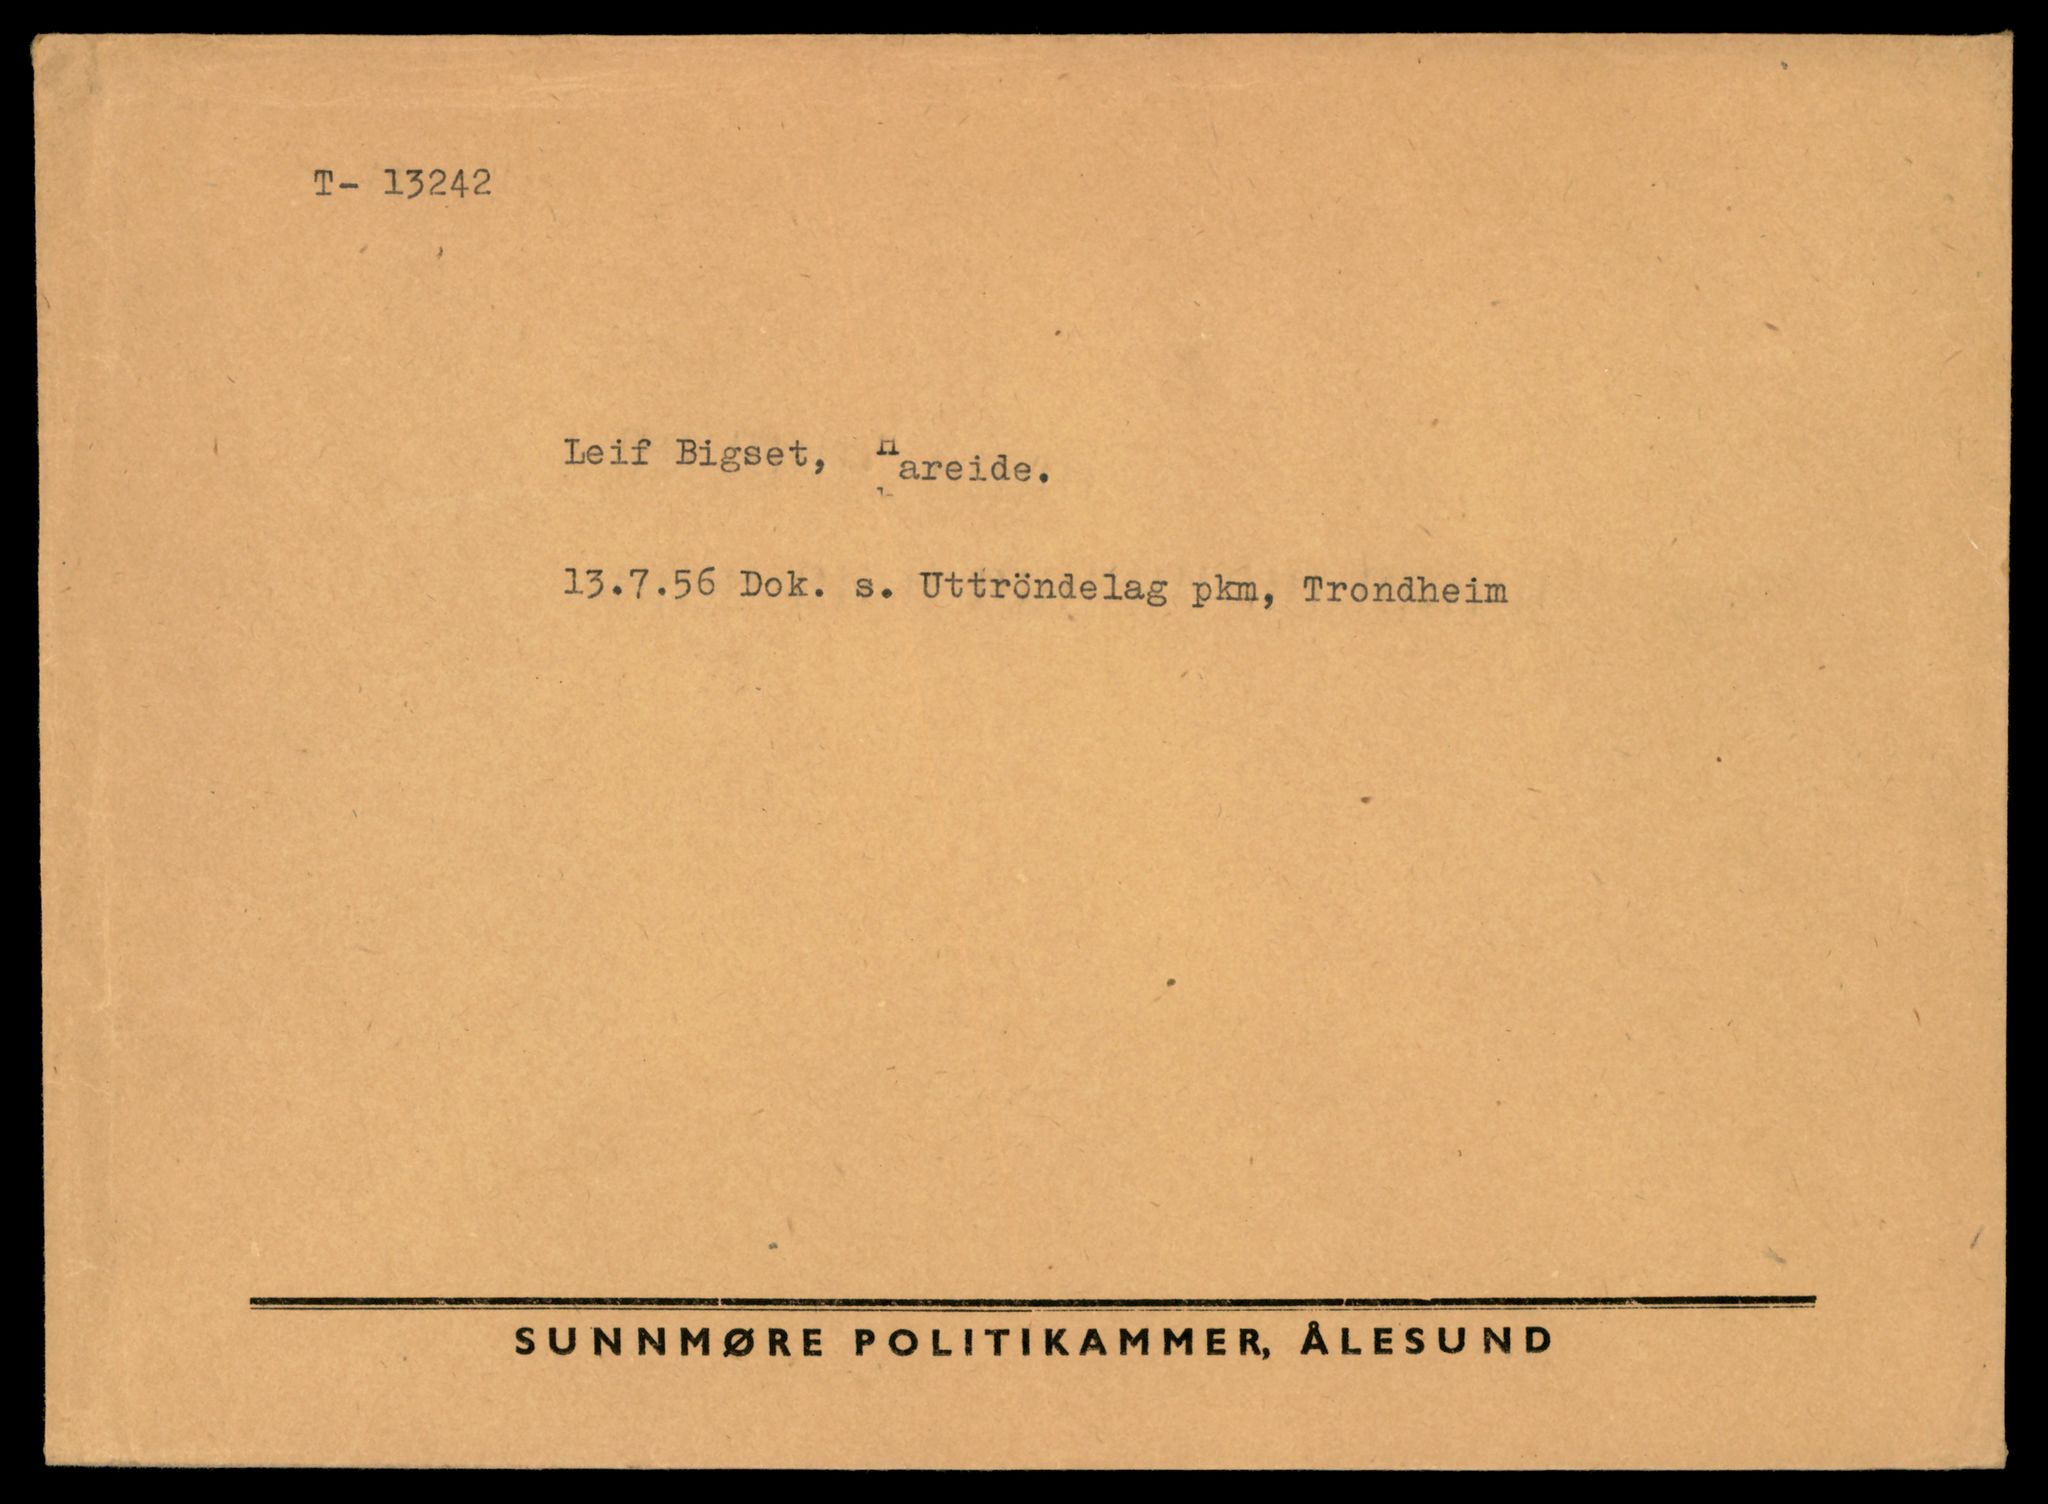 T- 13242
Leif Bigset, Hareide.
13.7.56 Dok. s. Uttröndelag pkm, Trondheim
SUNNMØRE POLITIKAMMER, ÅLESUND